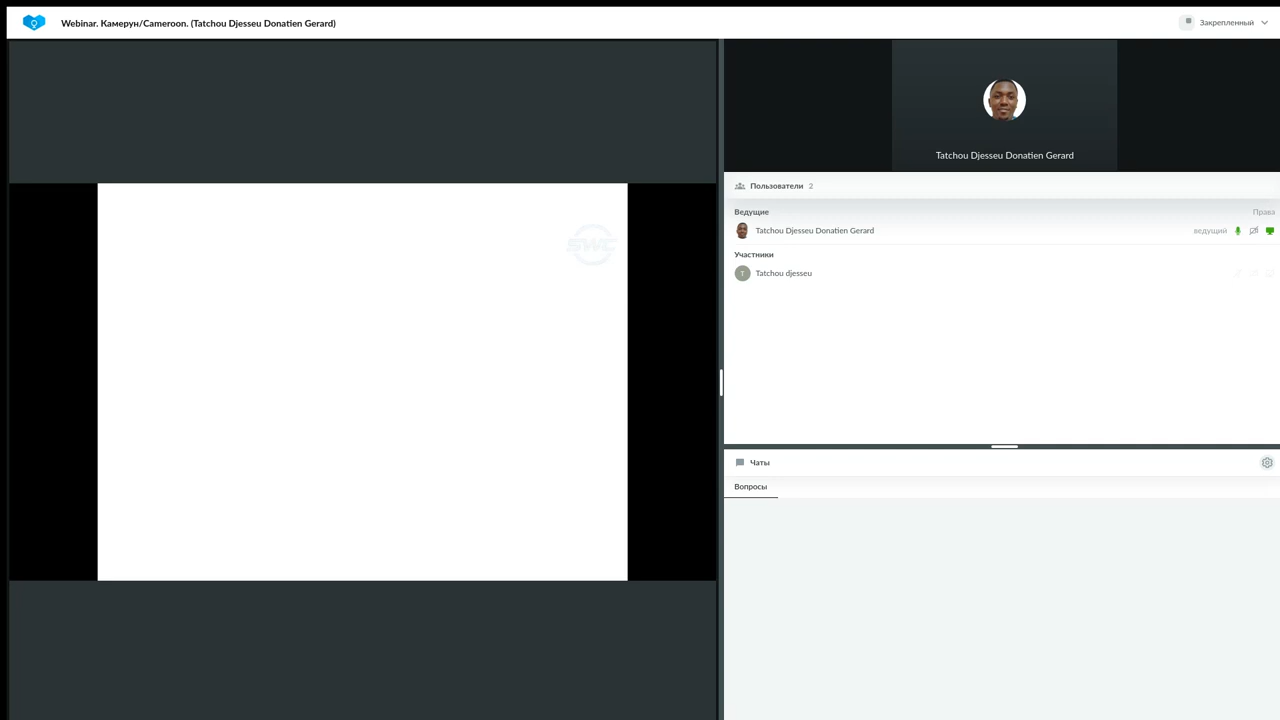 Webinar. Камерун/Cameroon. (Tatchou Djesseu Donatien Gerard)
Закрепленный
SWC
Tatchou Djesseu Donatien Gerard
Пользователи 2
Ведущие Права
Tatchou Djesseu Donatien Gerard ведущий
Участники
T Tatchou djesseu
Чаты
Вопросы